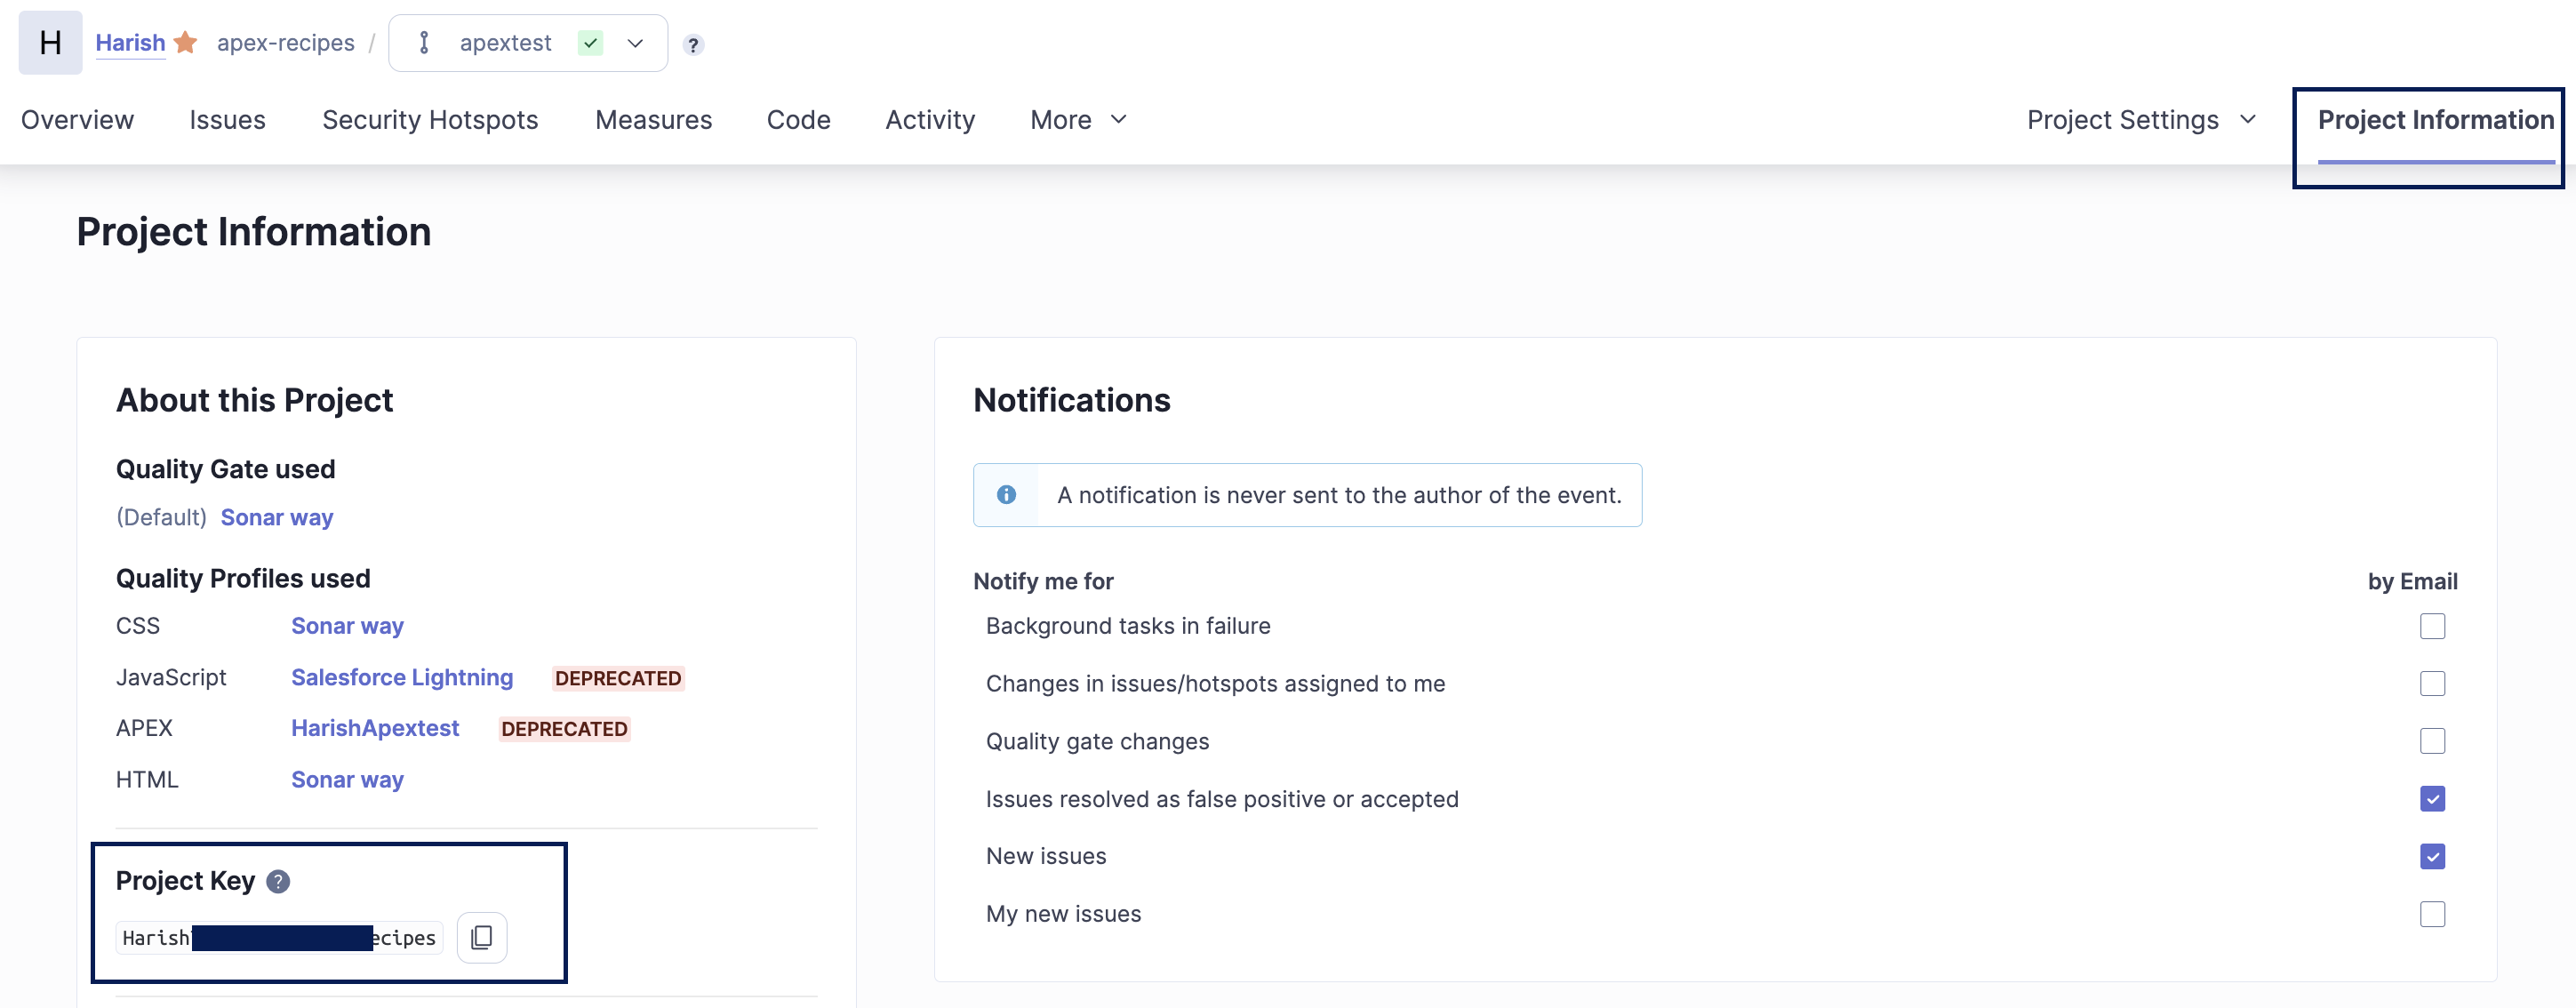 H Harish apex-recipes / apextest ?
Overview Issues Security Hotspots Measures Code Activity More Project Settings Project Information
Project Information
About this Project
Quality Gate used
(Default) Sonar way
Quality Profiles used
CSS Sonar way
JavaScript Salesforce Lightning DEPRECATED
APEX HarishApextest DEPRECATED
HTML Sonar way
Project Key ?
Harish ecipes
Notifications
A notification is never sent to the author of the event.
Notify me for by Email
Background tasks in failure
Changes in issues/hotspots assigned to me
Quality gate changes
Issues resolved as false positive or accepted
New issues
My new issues